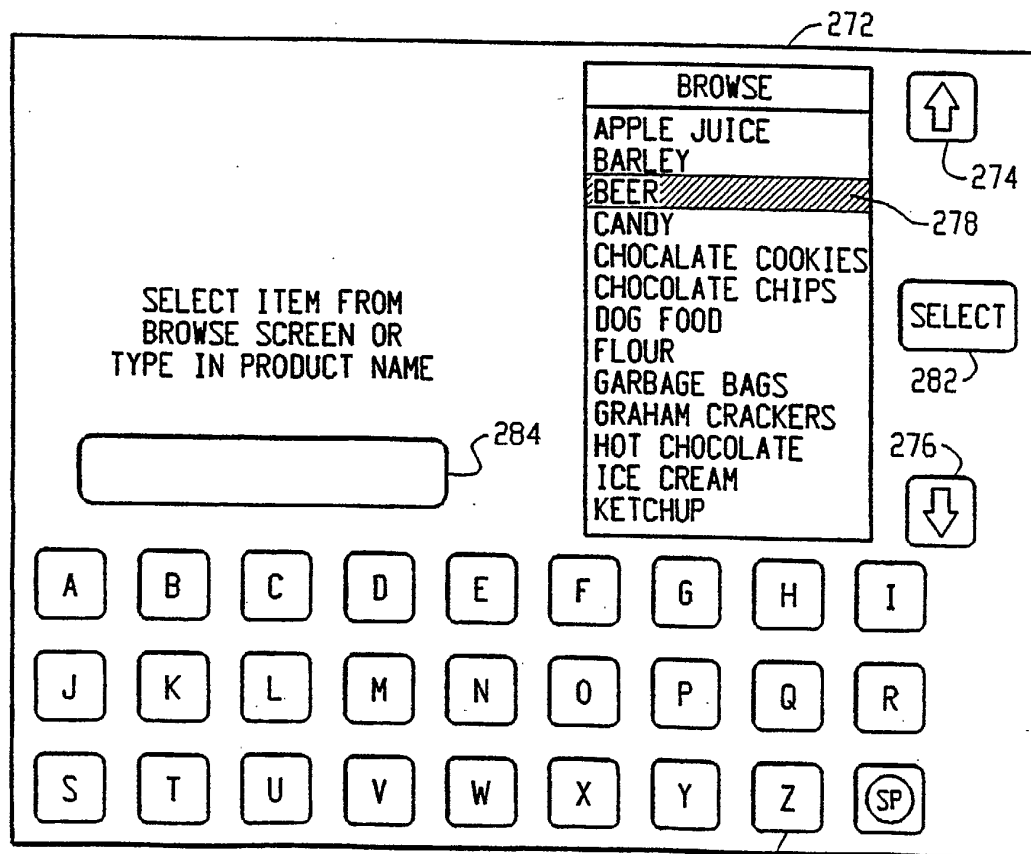 272
BROWSE
APPLE JUICE
BARLEY
BEER
CANDY
CHOCALATE COOKIES
CHOCOLATE CHIPS
DOG FOOD
FLOUR
GARBAGE BAGS
GRAHAM CRACKERS
HOT CHOCOLATE
ICE CREAM
KETCHUP
274
278
SELECT
282
276
SELECT ITEM FROM
BROWSE SCREEN OR
TYPE IN PRODUCT NAME
284
A B C D E F G H I
J K L M N O P Q R
S T U V W X Y Z SP